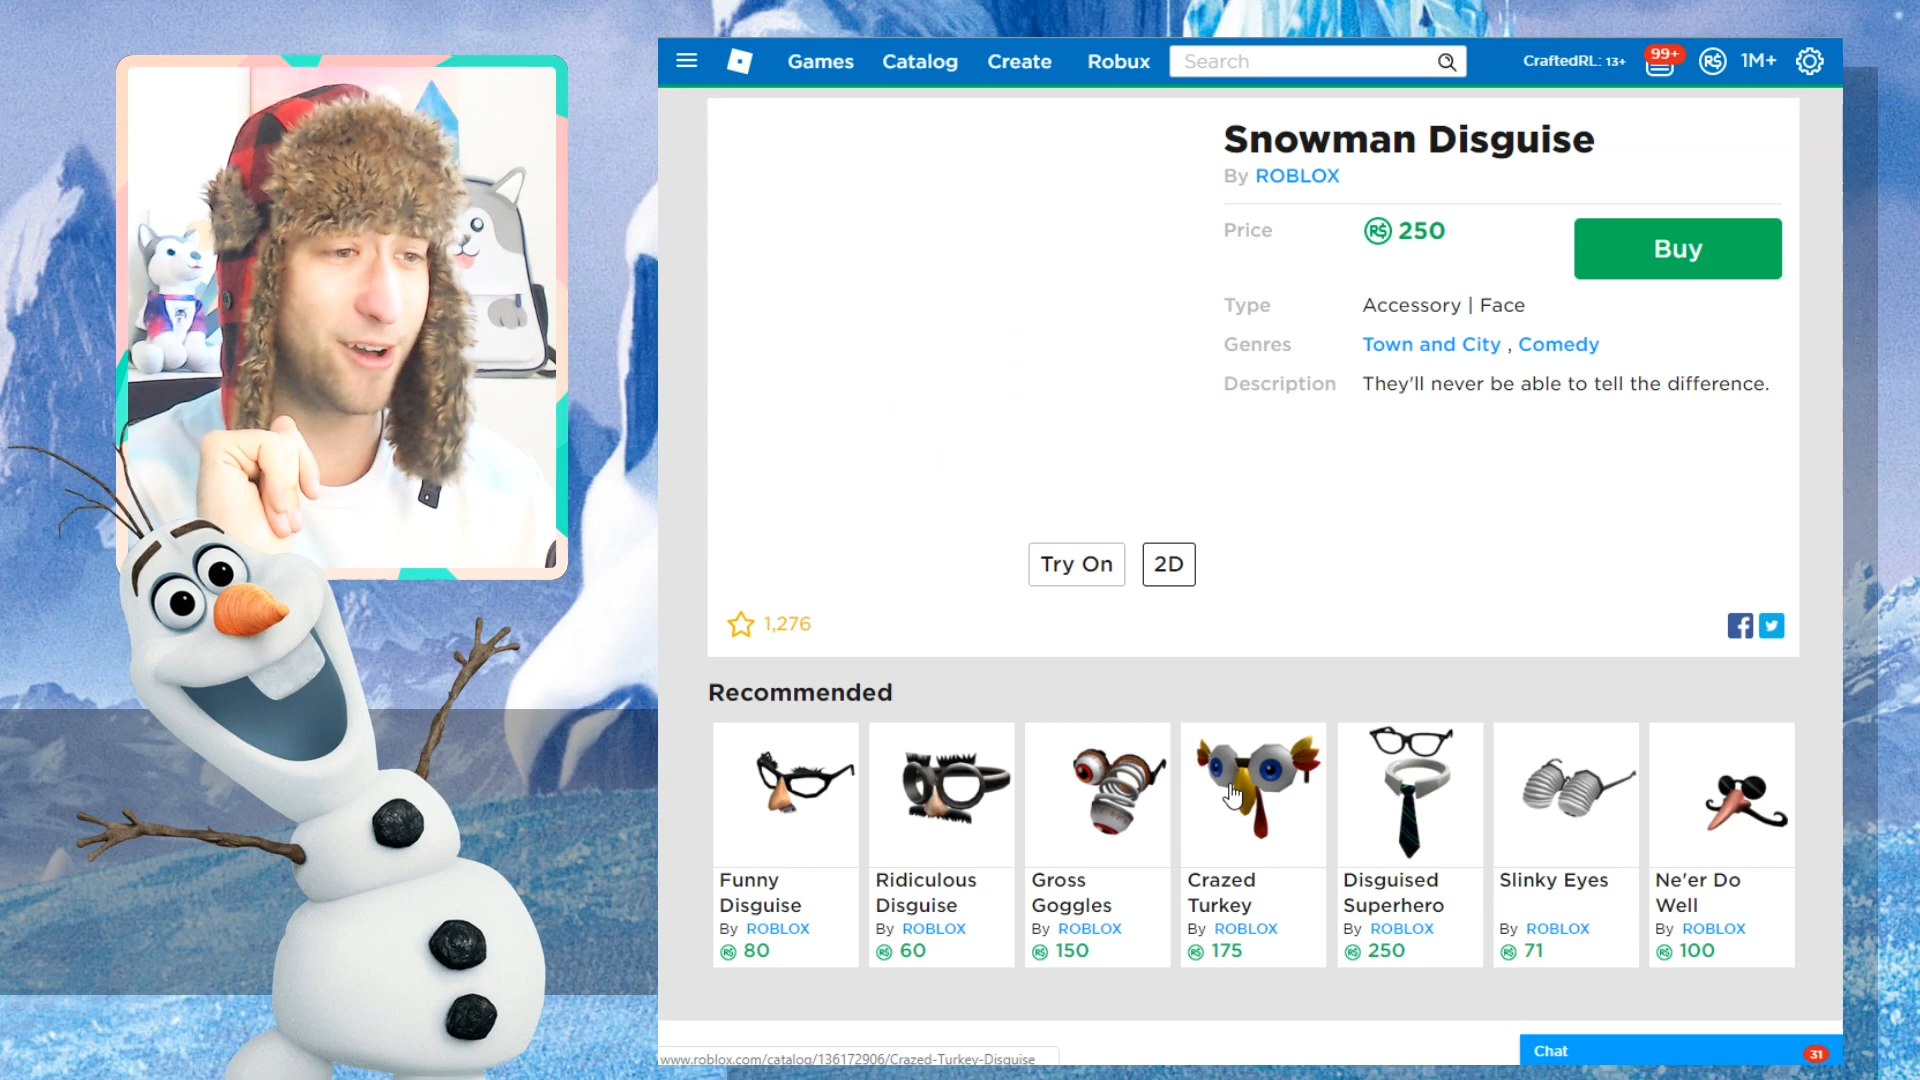 Games Catalog Create Robux Search CraftedRL: 13+ 99+ R$ 1M+
Snowman Disguise
By ROBLOX
Price R$ 250 Buy
Type Accessory | Face
Genres Town and City , Comedy
Description They'll never be able to tell the difference.
Try On 2D
1,276
Recommended
Funny Disguise
By ROBLOX
R$ 80
Ridiculous Disguise
By ROBLOX
R$ 60
Gross Goggles
By ROBLOX
R$ 150
Crazed Turkey
By ROBLOX
R$ 175
Disguised Superhero
By ROBLOX
R$ 250
Slinky Eyes
By ROBLOX
R$ 71
Ne'er Do Well
By ROBLOX
R$ 100
www.roblox.com/catalog/136172906/Crazed-Turkey-Disguise
Chat 31